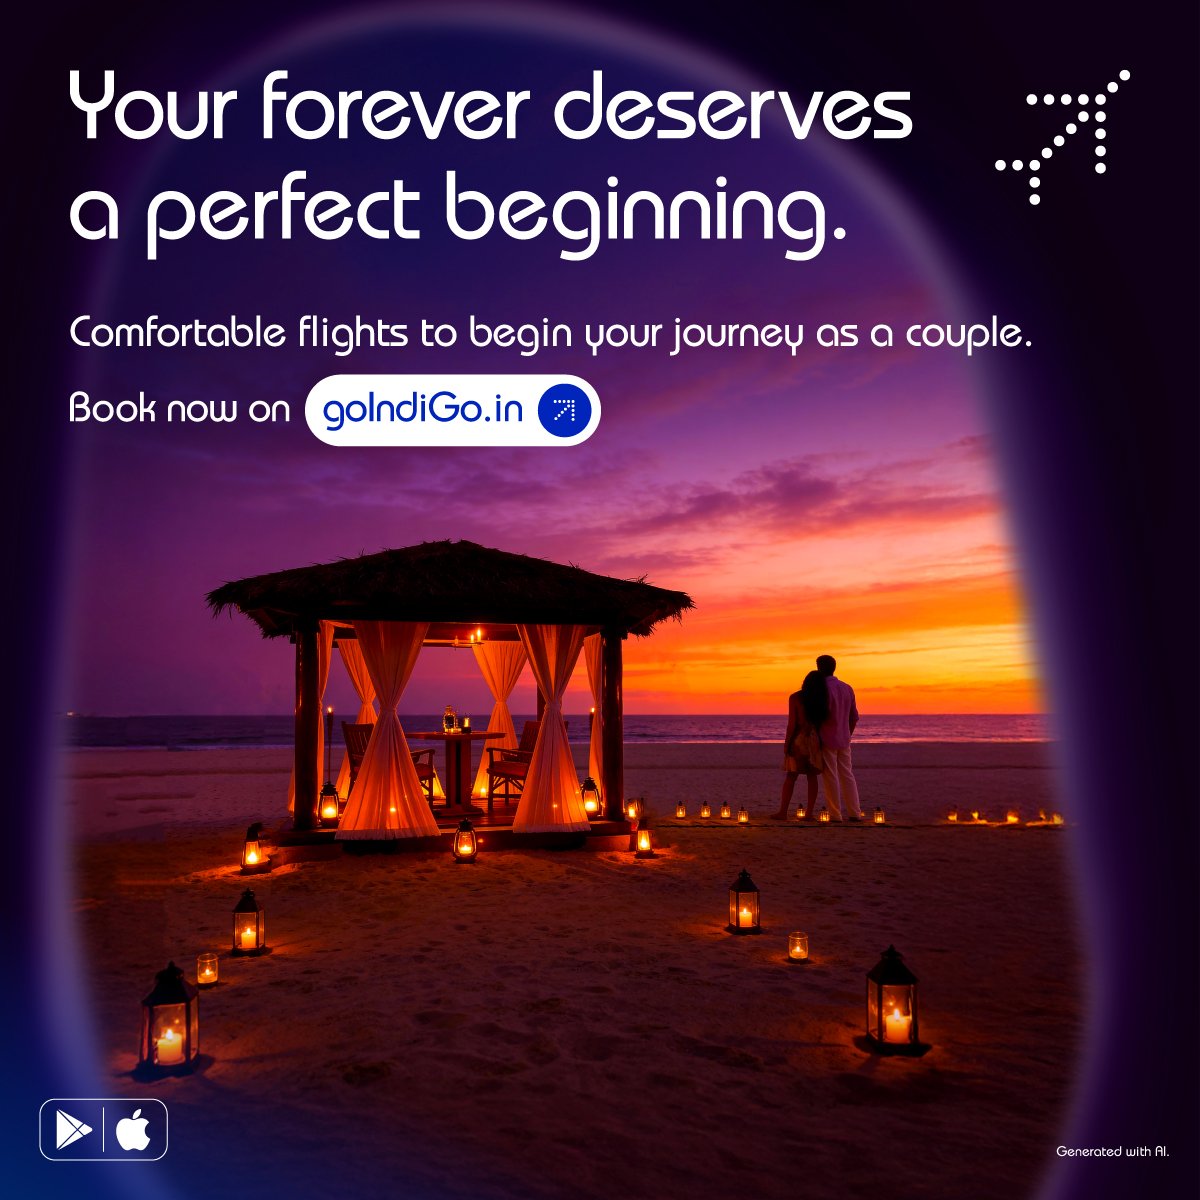 Your forever deserves
a perfect beginning.
Comfortable flights to begin your journey as a couple.
Book now on goIndiGo.in
Generated with AI.